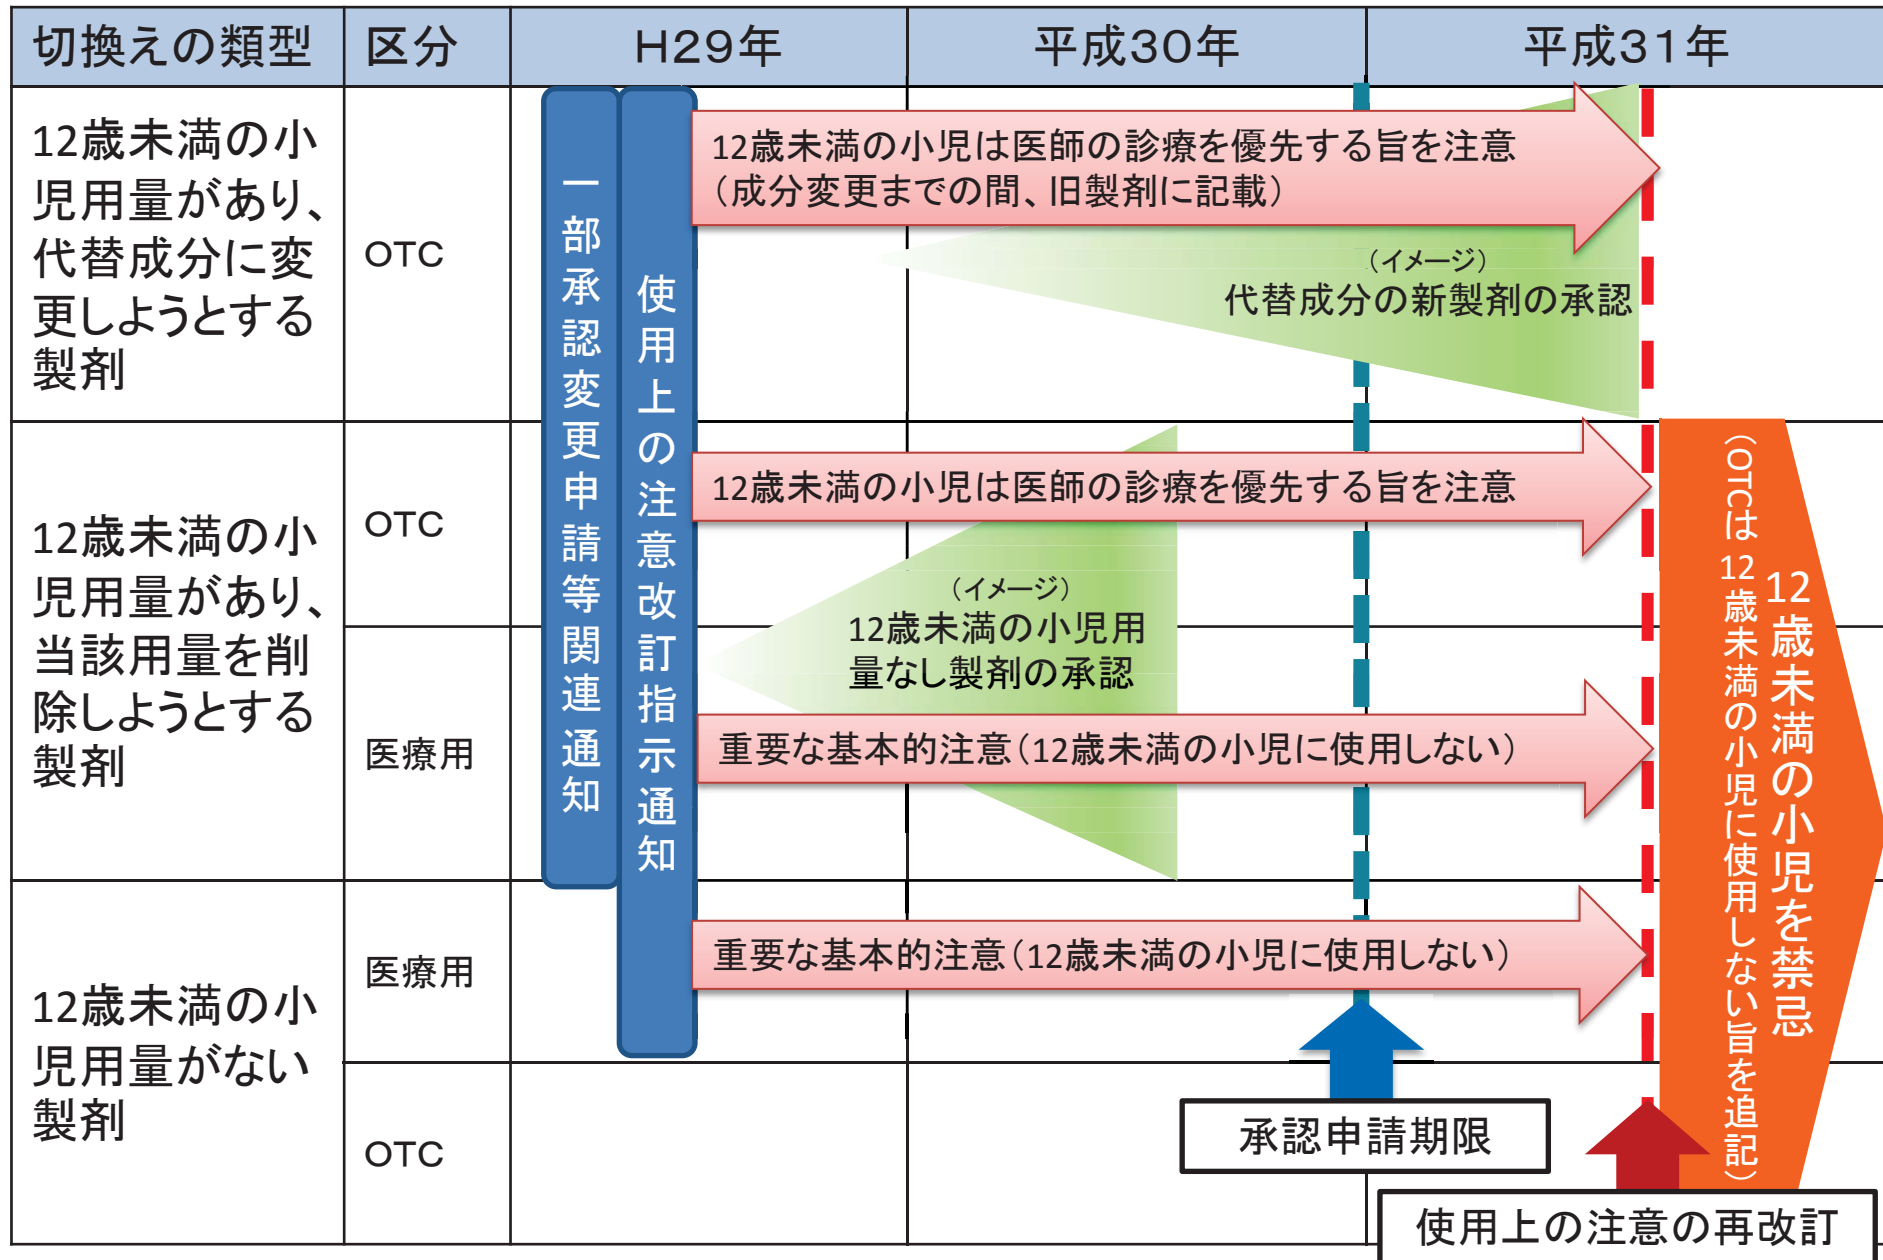 切換えの類型
区分
H29年
平成30年
平成31年
12歳未満の小
児用量があり、
代替成分に変
更しようとする
製剤
OTC
一部承認変更申請等関連通知
使用上の注意改訂指示通知
12歳未満の小児は医師の診療を優先する旨を注意
（成分変更までの間、旧製剤に記載）
（イメージ）
代替成分の新製剤の承認
12歳未満の小
児用量があり、
当該用量を削
除しようとする
製剤
OTC
12歳未満の小児は医師の診療を優先する旨を注意
（イメージ）
12歳未満の小児用
量なし製剤の承認
医療用
重要な基本的注意（12歳未満の小児に使用しない）
12歳未満の小児を禁忌
（OTCは12歳未満の小児に使用しない旨を追記）
12歳未満の小
児用量がない
製剤
医療用
重要な基本的注意（12歳未満の小児に使用しない）
OTC
承認申請期限
使用上の注意の再改訂